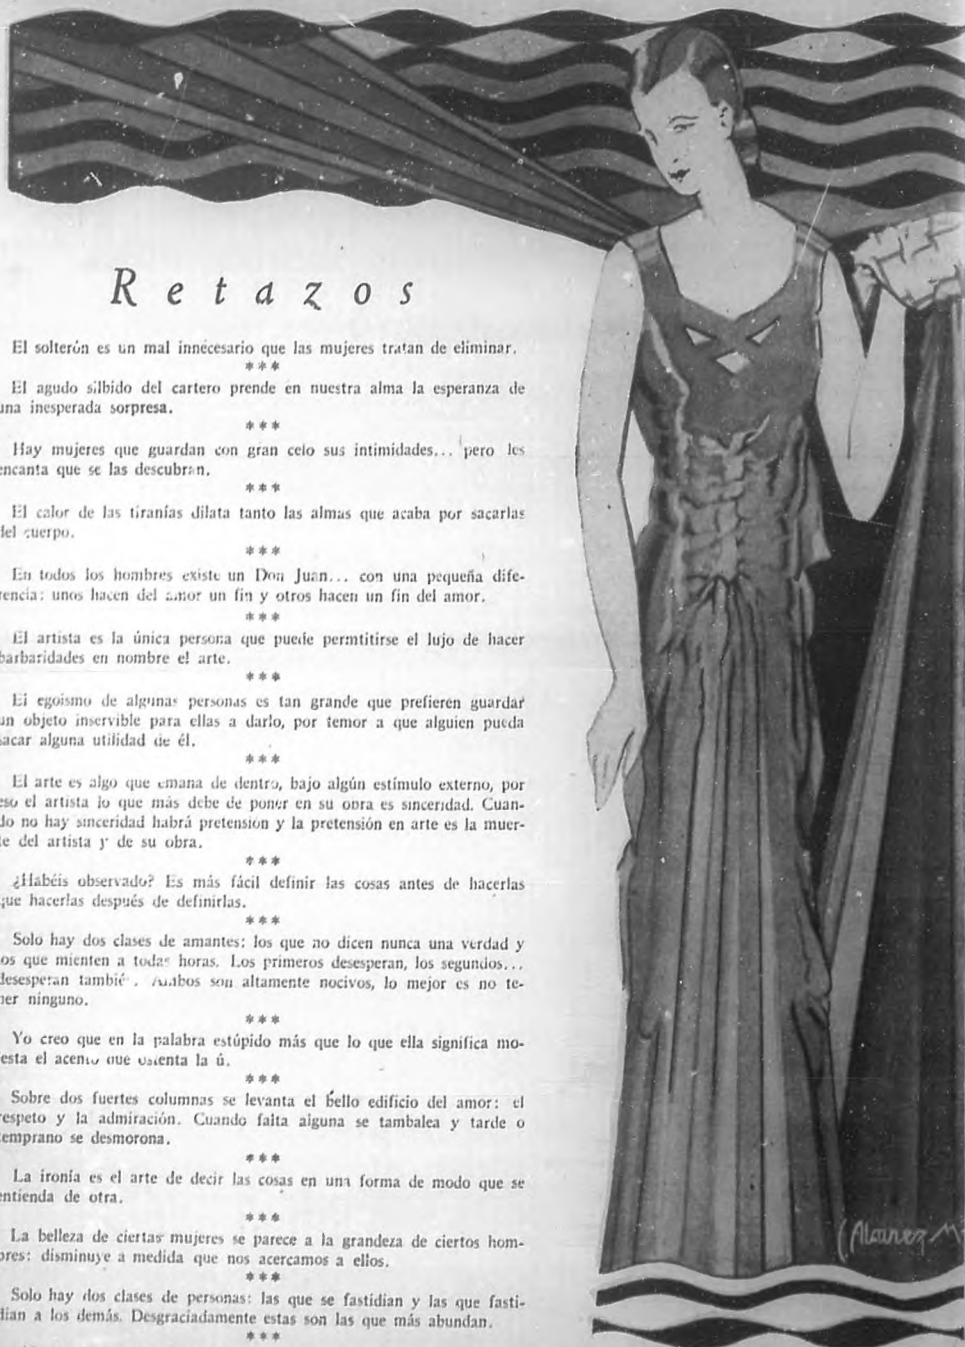 Retazos
El solterón es un mal innecesario que las mujeres tratan de eliminar.
***
El agudo silbido del cartero prende en nuestra alma la esperanza de
una inesperada sorpresa.
***
Hay mujeres que guardan con gran celo sus intimidades... pero les
encanta que se las descubran.
***
El calor de las tiranías dilata tanto las almas que acaba por sacarlas
del cuerpo.
***
En todos los hombres existe un Don Juan... con una pequeña dife-
rencia: unos hacen del amor un fin y otros hacen un fin del amor.
***
El artista es la única persona que puede permtitirse el lujo de hacer
barbaridades en nombre el arte.
***
El egoísmo de algunas personas es tan grande que prefieren guardar
un objeto inservible para ellas a darlo, por temor a que alguien pueda
sacar alguna utilidad de él.
***
El arte es algo que emana de dentro, bajo algún estímulo externo, por
eso el artista lo que más debe de poner en su obra es sinceridad. Cuan-
do no hay sinceridad habrá pretensión y la pretensión en arte es la muer-
te del artista y de su obra.
***
¿Habéis observado? Es más fácil definir las cosas antes de hacerlas
que hacerlas después de definirlas.
***
Solo hay dos clases de amantes: los que no dicen nunca una verdad y
los que mienten a todas horas. Los primeros desesperan, los segundos...
desesperan tambié. Ambos son altamente nocivos, lo mejor es no te-
ner ninguno.
***
Yo creo que en la palabra estúpido más que lo que ella significa mo-
lesta el acento que ostenta la ú.
***
Sobre dos fuertes columnas se levanta el bello edificio del amor: el
respeto y la admiración. Cuando falta alguna se tambalea y tarde o
temprano se desmorona.
***
La ironía es el arte de decir las cosas en una forma de modo que se
entienda de otra.
***
La belleza de ciertas mujeres se parece a la grandeza de ciertos hom-
bres: disminuye a medida que nos acercamos a ellos.
***
Solo hay dos clases de personas: las que se fastidian y las que fasti-
dian a los demás. Desgraciadamente estas son las que más abundan.
***